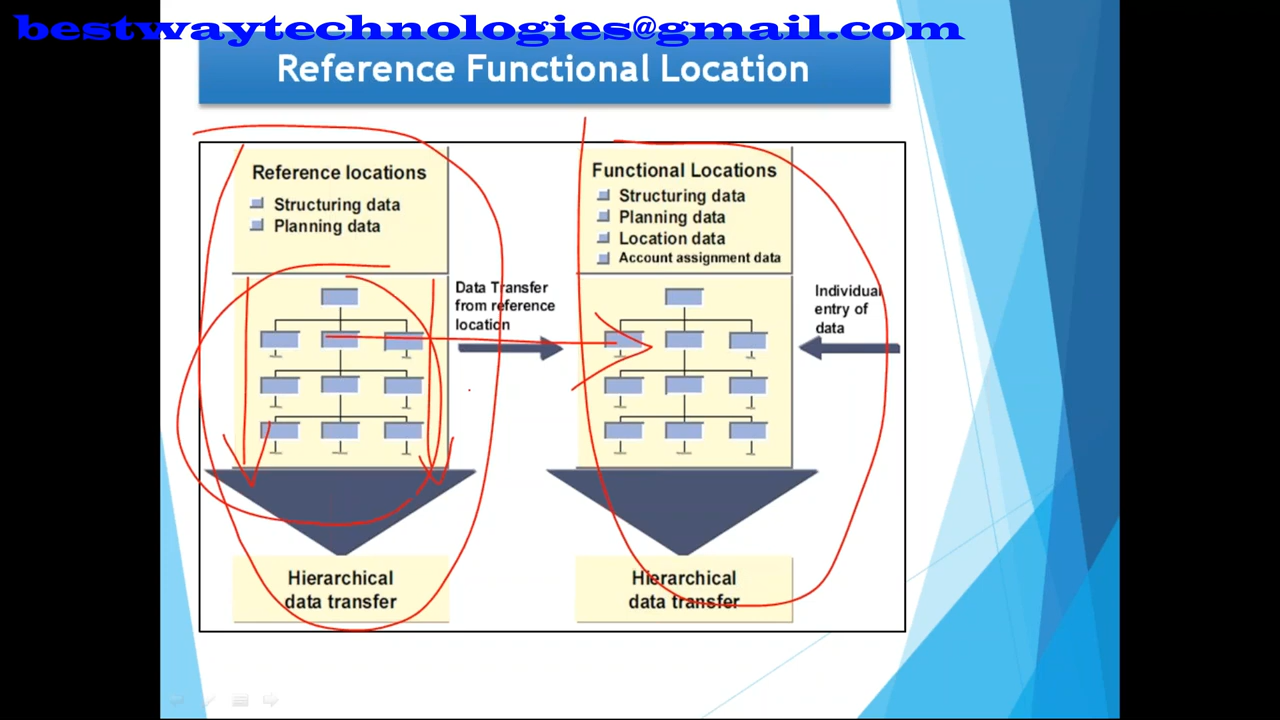 bestwaytechnologies@gmail.com
Reference Functional Location
Reference locations
Structuring data
Planning data
Data Transfer
from reference
location
Hierarchical
data transfer
Functional Locations
Structuring data
Planning data
Location data
Account assignment data
Individual
entry of
data
Hierarchical
data transfer